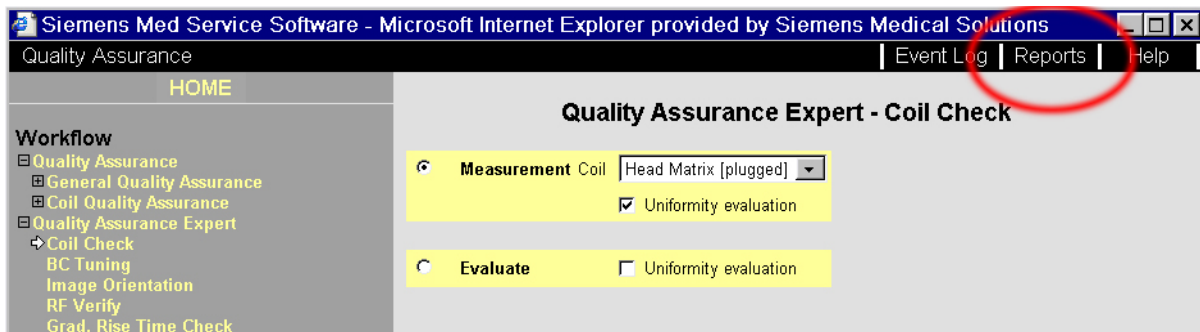 Siemens Med Service Software - Microsoft Internet Explorer provided by Siemens Medical Solutions
Quality Assurance Event Log Reports Help
HOME
Quality Assurance Expert - Coil Check
Workflow
Quality Assurance
General Quality Assurance
Coil Quality Assurance
Quality Assurance Expert
Coil Check
BC Tuning
Image Orientation
RF Verify
Grad. Rise Time Check
Measurement Coil Head Matrix [plugged]
Uniformity evaluation
Evaluate Uniformity evaluation